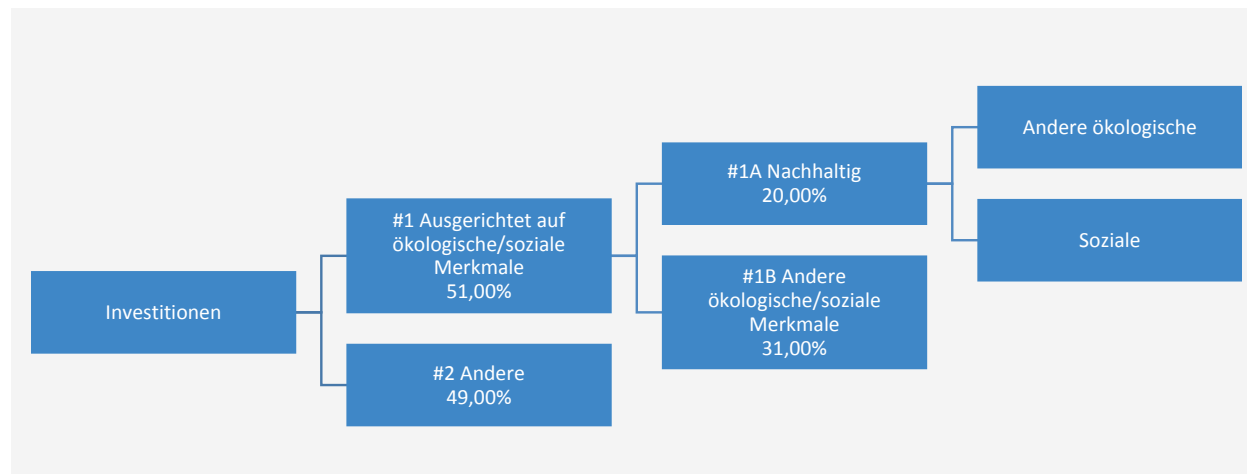 Investitionen
#1 Ausgerichtet auf
ökologische/soziale
Merkmale
51,00%
#2 Andere
49,00%
#1A Nachhaltig
20,00%
#1B Andere
ökologische/soziale
Merkmale
31,00%
Andere ökologische
Soziale